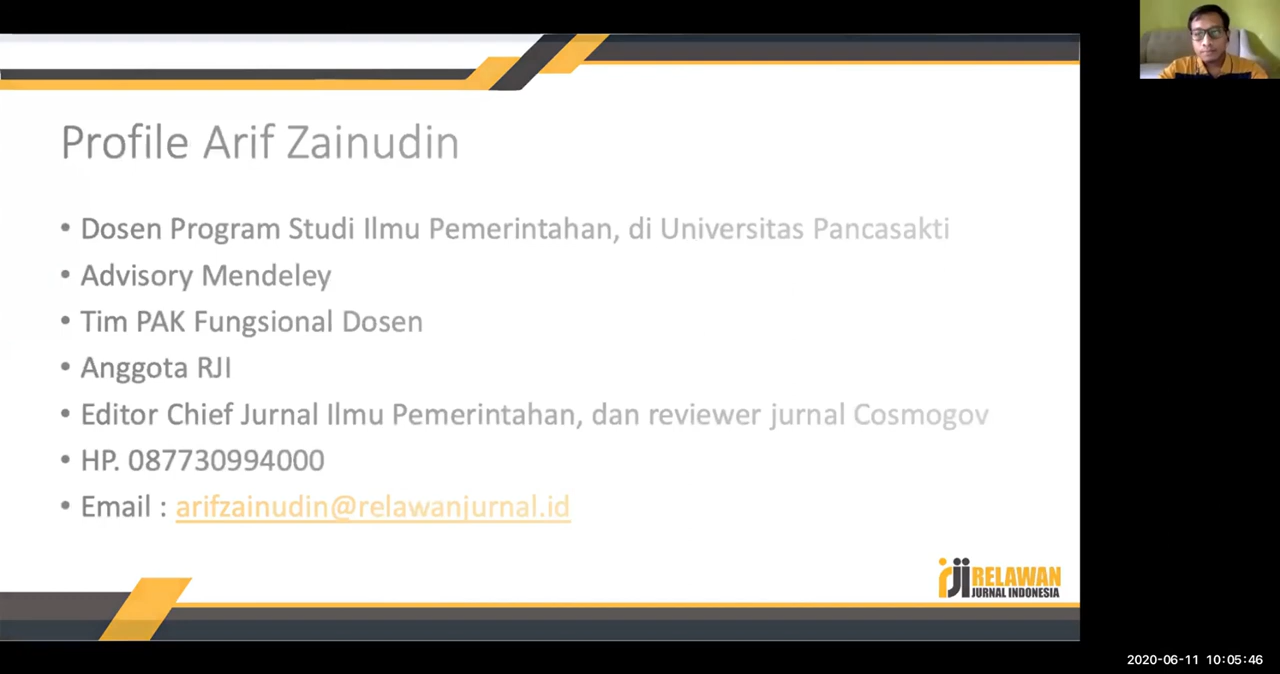 Profile Arif Zainudin
• Dosen Program Studi Ilmu Pemerintahan, di Universitas Pancasakti
• Advisory Mendeley
• Tim PAK Fungsional Dosen
• Anggota RJI
• Editor Chief Jurnal Ilmu Pemerintahan, dan reviewer jurnal Cosmogov
• HP. 087730994000
• Email : arifzainudin@relawanjurnal.id
rji RELAWAN
JURNAL INDONESIA
2020-06-11 10:05:46